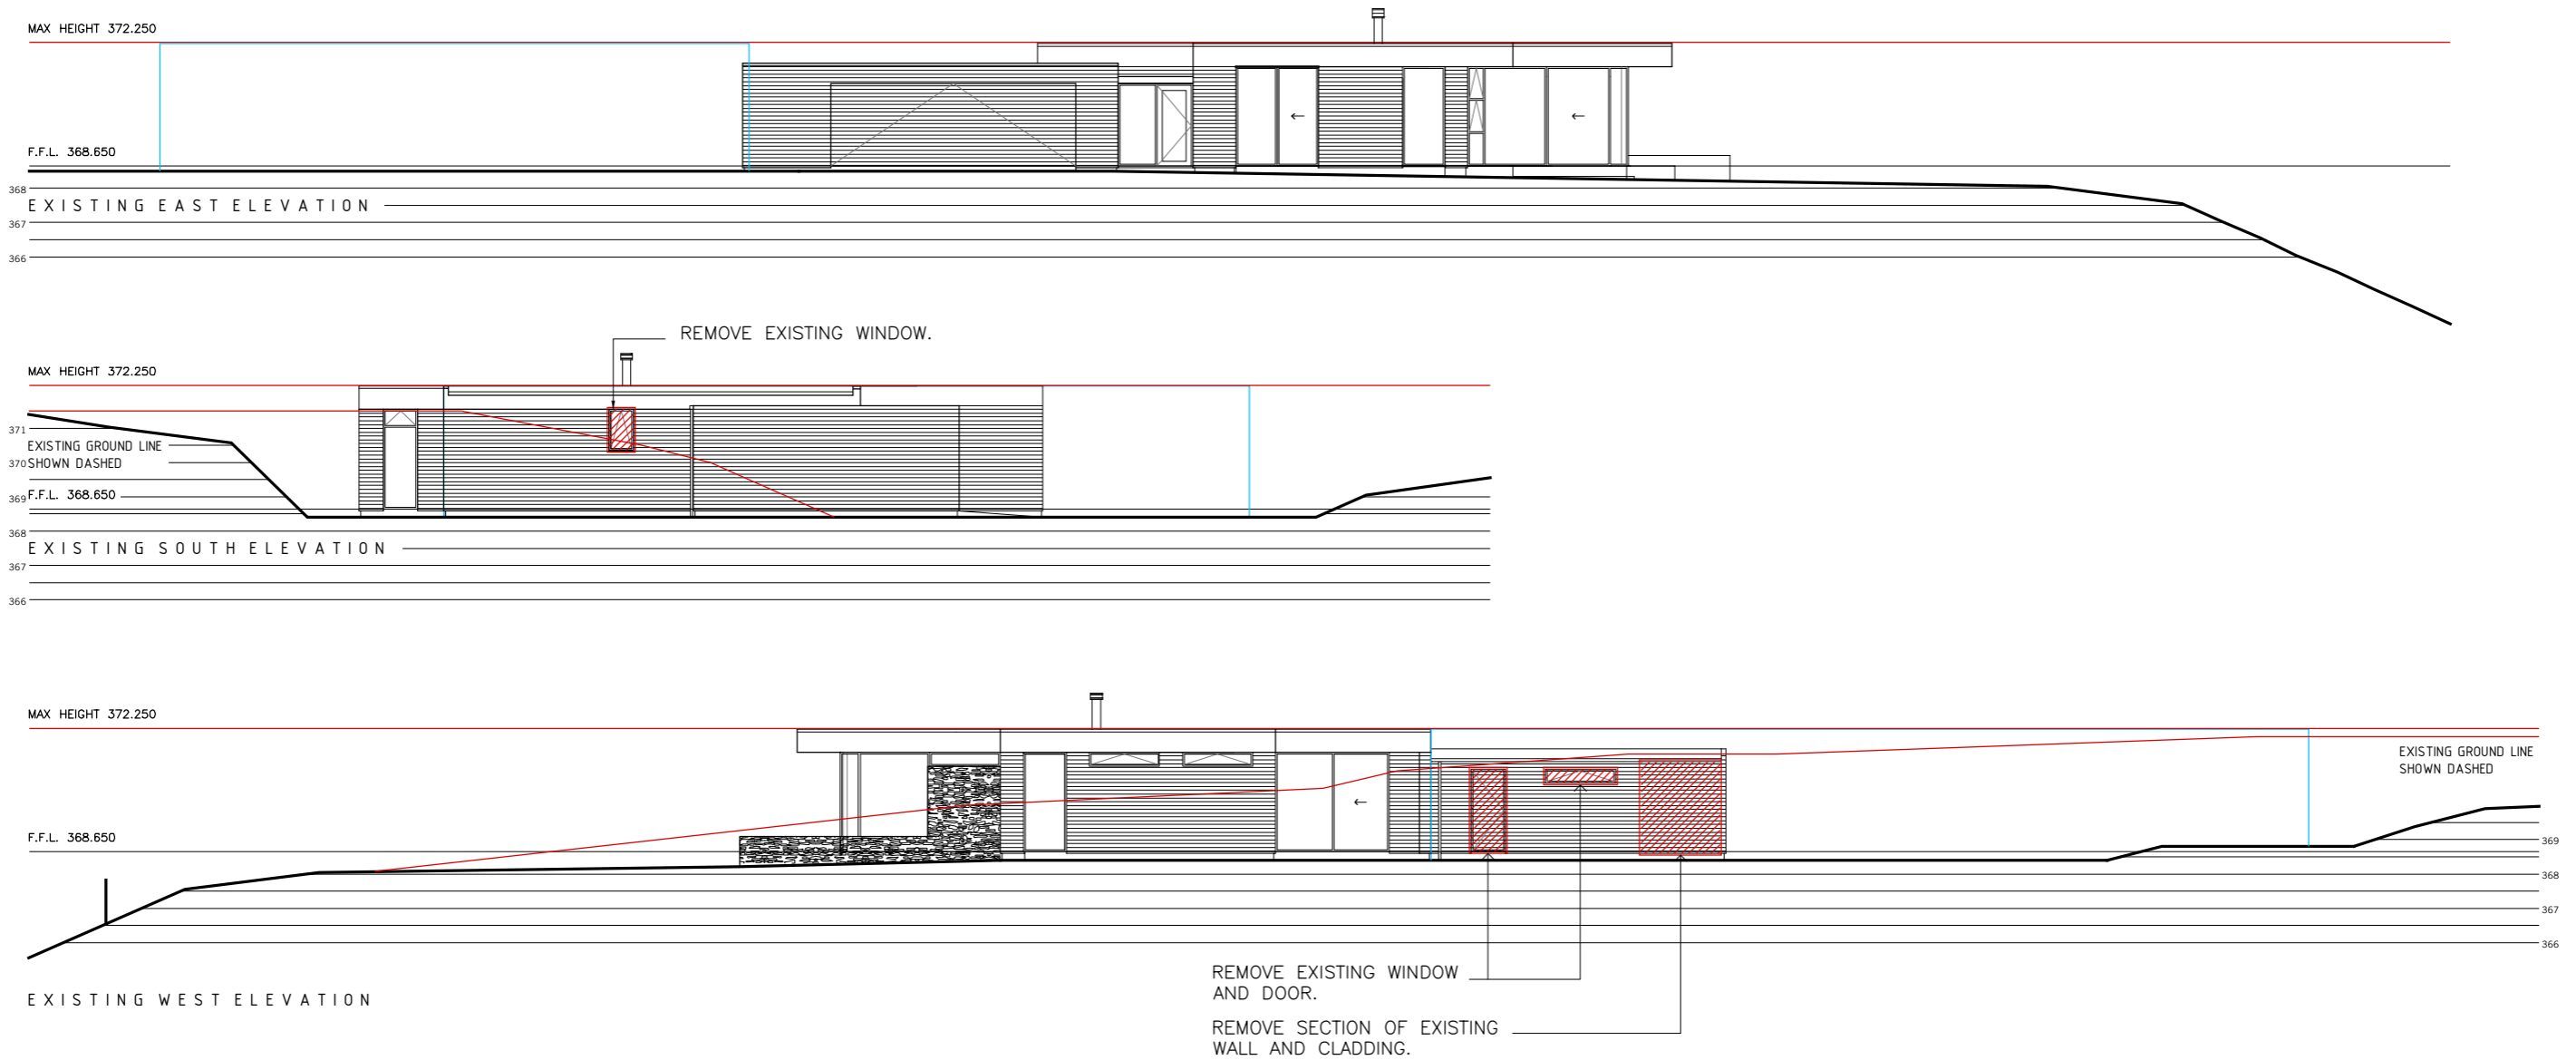 MAX HEIGHT 372.250
F.F.L. 368.650
368
EXISTING EAST ELEVATION
367
366
REMOVE EXISTING WINDOW.
MAX HEIGHT 372.250
371
EXISTING GROUND LINE
370 SHOWN DASHED
369 F.F.L. 368.650
368
EXISTING SOUTH ELEVATION
367
366
MAX HEIGHT 372.250
EXISTING GROUND LINE
SHOWN DASHED
F.F.L. 368.650
369
368
367
366
REMOVE EXISTING WINDOW
AND DOOR.
EXISTING WEST ELEVATION
REMOVE SECTION OF EXISTING
WALL AND CLADDING.